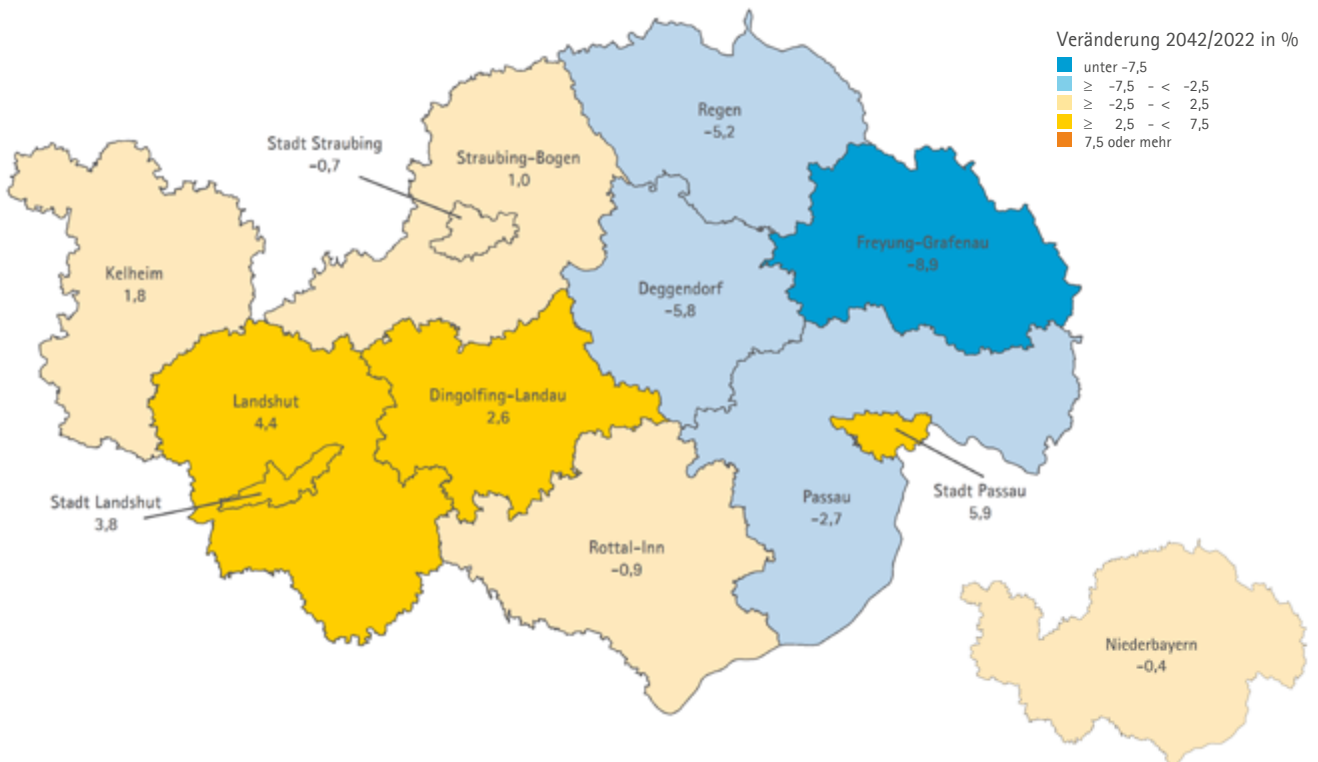 Veränderung 2042/2022 in %
unter -7,5
≥ -7,5 - < -2,5
≥ -2,5 - < 2,5
≥ 2,5 - < 7,5
7,5 oder mehr
Regen
-5,2
Stadt Straubing
-0,7
Straubing-Bogen
1,0
Freyung-Grafenau
-8,9
Kelheim
1,8
Deggendorf
-5,8
Landshut
4,4
Dingolfing-Landau
2,6
Stadt Landshut
3,8
Passau
-2,7
Stadt Passau
5,9
Rottal-Inn
-0,9
Niederbayern
-0,4